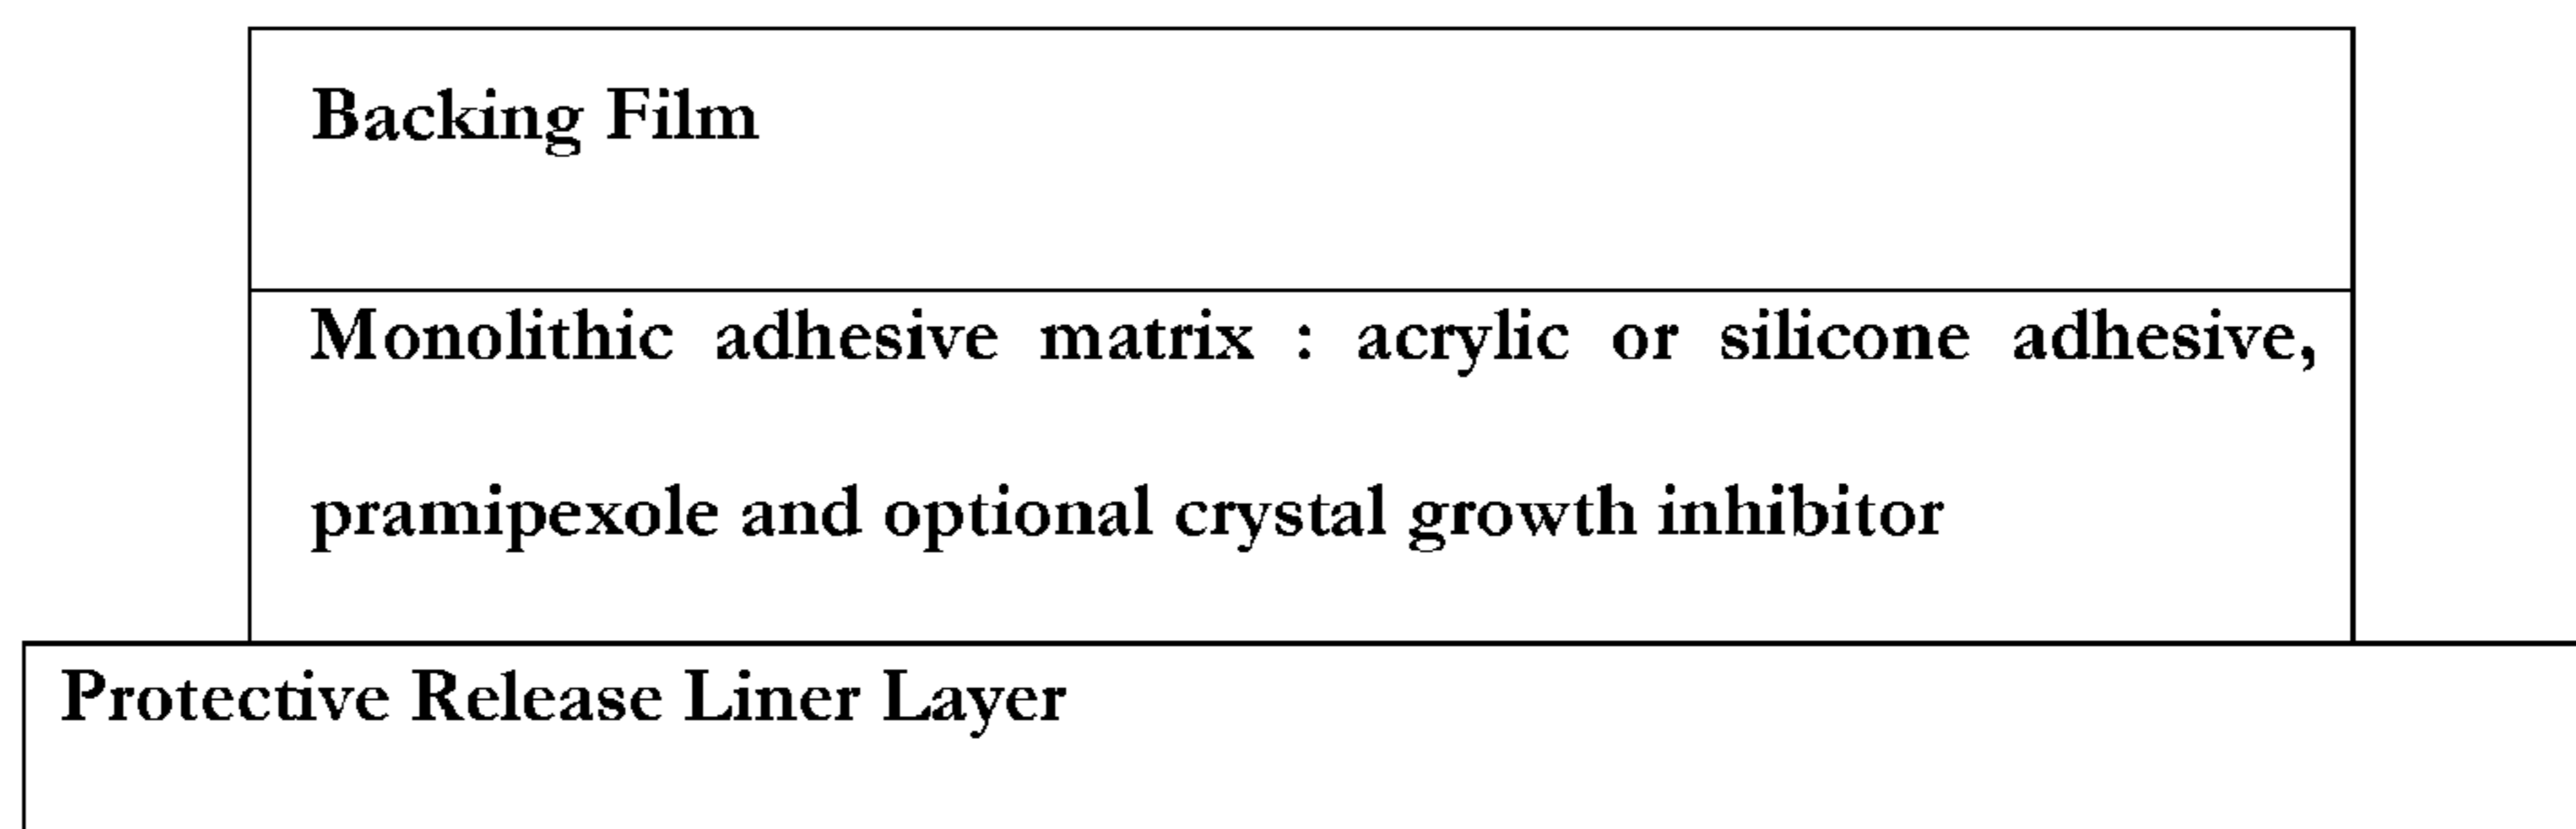 Backing Film
Monolithic adhesive matrix : acrylic or silicone adhesive,
pramipexole and optional crystal growth inhibitor
Protective Release Liner Layer